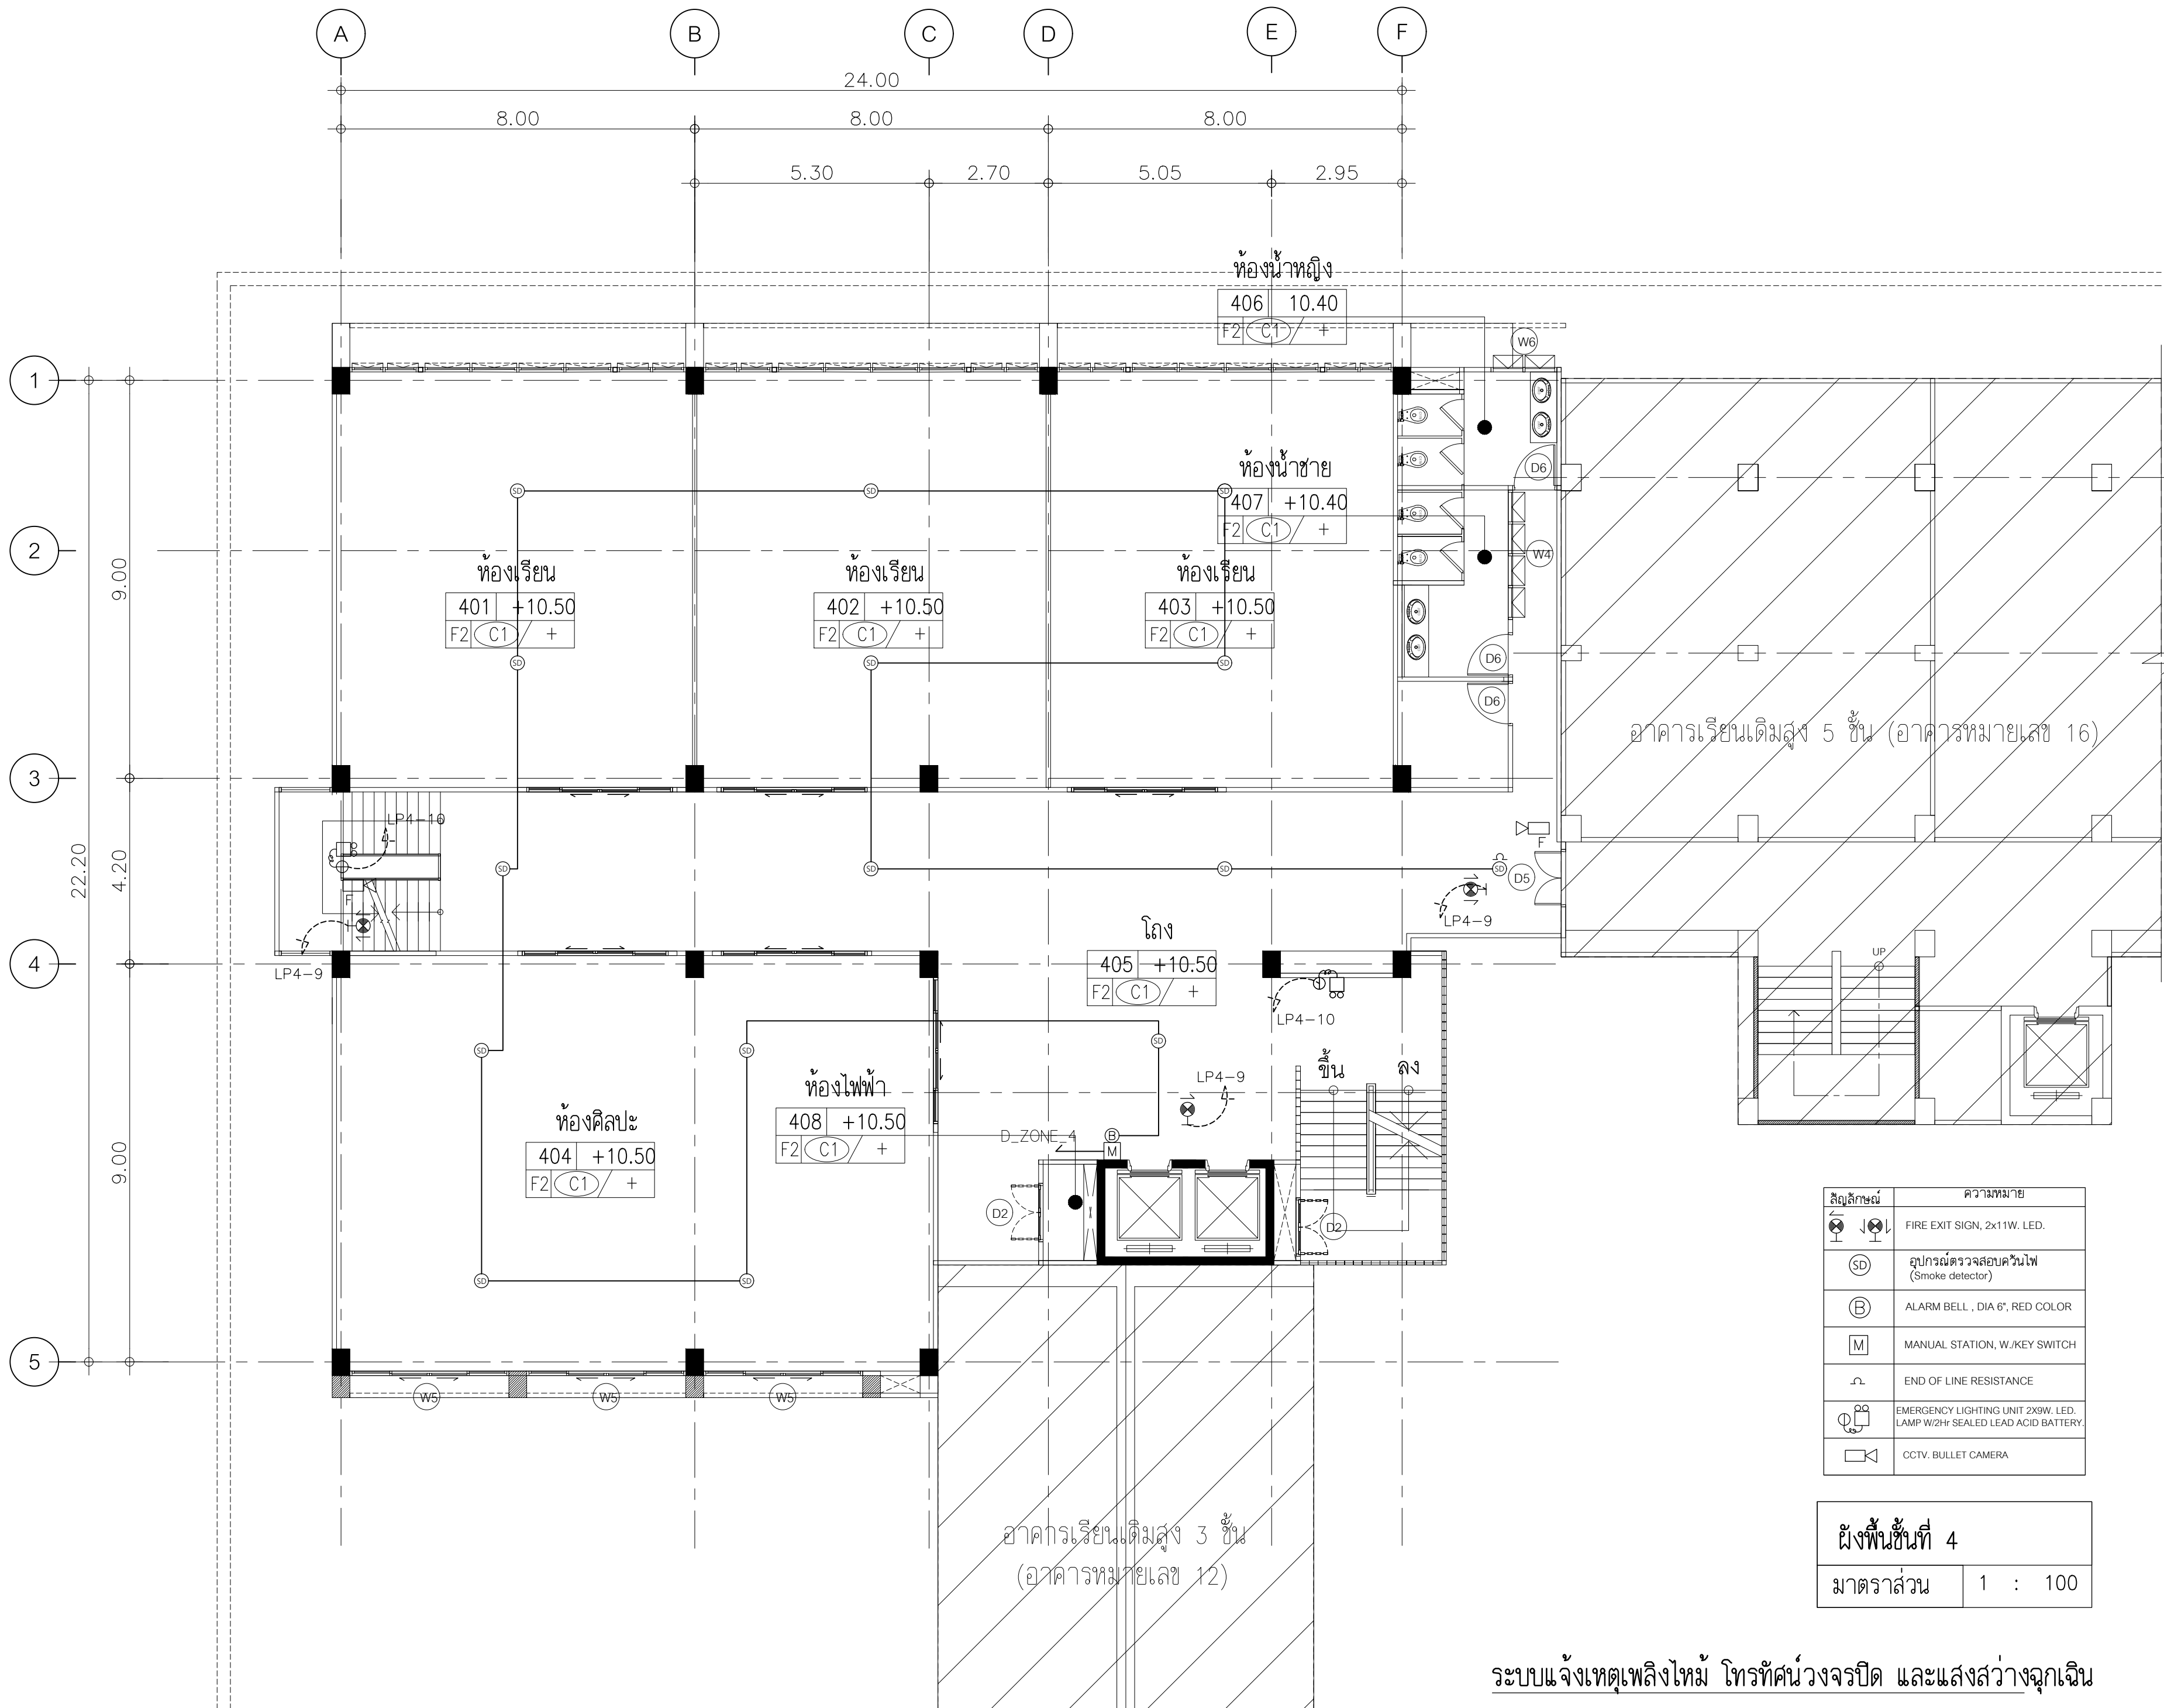 A
B
C
D
E
F
24.00
8.00
8.00
8.00
5.30
2.70
5.05
2.95
ห้องน้ำหญิง
406
10.40
F2
C1
+
W6
1
ห้องน้ำชาย
407
+10.40
F2
C1
+
D6
SD
SD
SD
2
W4
9.00
ห้องเรียน
ห้องเรียน
ห้องเรียน
401
+10.50
402
+10.50
403
+10.50
F2
C1
+
F2
C1
+
F2
C1
+
SD
SD
SD
D6
D6
อาคารเรียนเดิมสูง 5 ชั้น (อาคารหมายเลข 16)
3
LP4-10
F
22.20
4.20
SD
SD
SD
SD
D5
F
LP4-9
LP4-9
โถง
405
+10.50
F2
C1
+
UP
4
LP4-10
SD
SD
SD
ขึ้น
ลง
ห้องไฟฟ้า
LP4-9
408
+10.50
F2
C1
+
ห้องศิลปะ
404
+10.50
F2
C1
+
D_ZONE_4
B
M
9.00
D2
D2
SD
SD
5
W5
W5
W5
อาคารเรียนเดิมสูง 3 ชั้น
(อาคารหมายเลข 12)
สัญลักษณ์
ความหมาย
FIRE EXIT SIGN, 2x11W. LED.
SD
อุปกรณ์ตรวจสอบควันไฟ
(Smoke detector)
B
ALARM BELL , DIA 6", RED COLOR
M
MANUAL STATION, W./KEY SWITCH
END OF LINE RESISTANCE
EMERGENCY LIGHTING UNIT 2X9W. LED.
LAMP W/2Hr SEALED LEAD ACID BATTERY.
CCTV. BULLET CAMERA
ผังพื้นชั้นที่ 4
มาตราส่วน
1 : 100
ระบบแจ้งเหตุเพลิงไหม้ โทรทัศน์วงจรปิด และแสงสว่างฉุกเฉิน